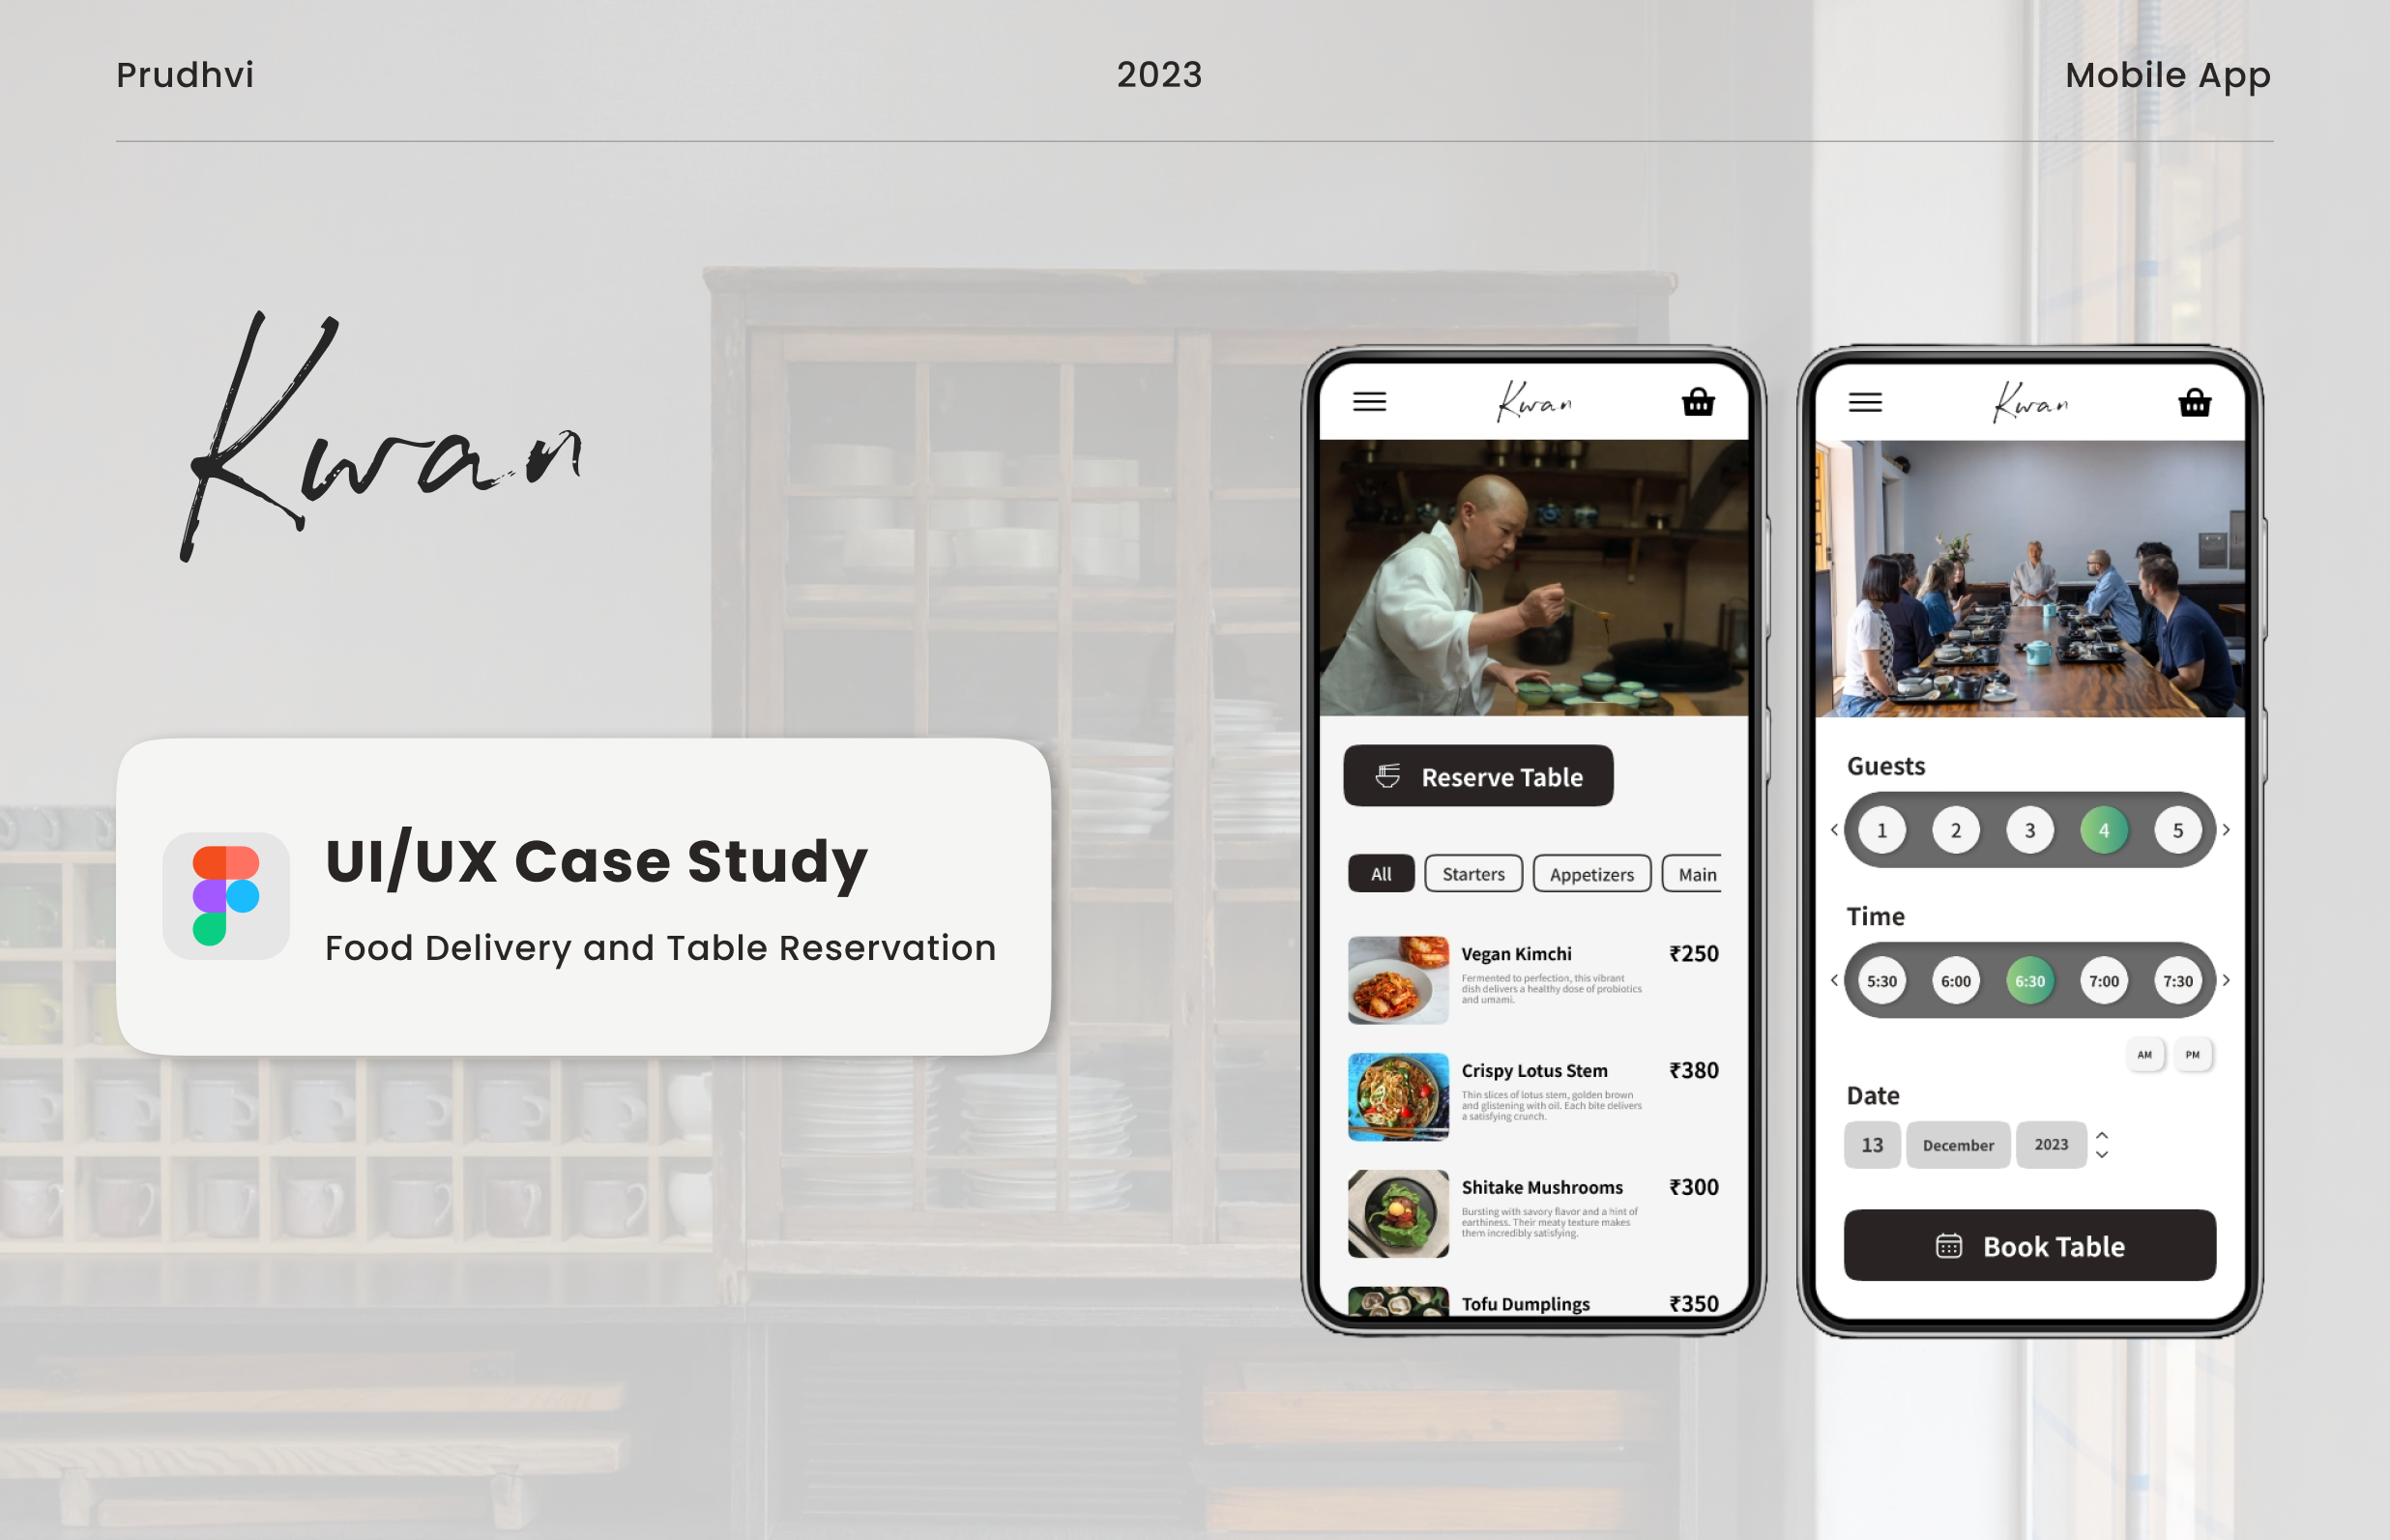 Prudhvi
2023
Mobile App
Kwan
UI/UX Case Study
Food Delivery and Table Reservation
Kwan
Reserve Table
All
Starters
Appetizers
Main
Vegan Kimchi
₹250
Fermented to perfection, this vibrant
dish delivers a healthy dose of probiotics
and umami.
Crispy Lotus Stem
₹380
Thin slices of lotus stem, golden brown
and glistening with oil. Each bite delivers
a satisfying crunch.
Shitake Mushrooms
₹300
Bursting with savory flavor and a hint of
earthiness. Their meaty texture makes
them incredibly satisfying.
Tofu Dumplings
₹350
Kwan
Guests
1 2 3 4 5
Time
5:30 6:00 6:30 7:00 7:30
AM PM
Date
13 December 2023
Book Table